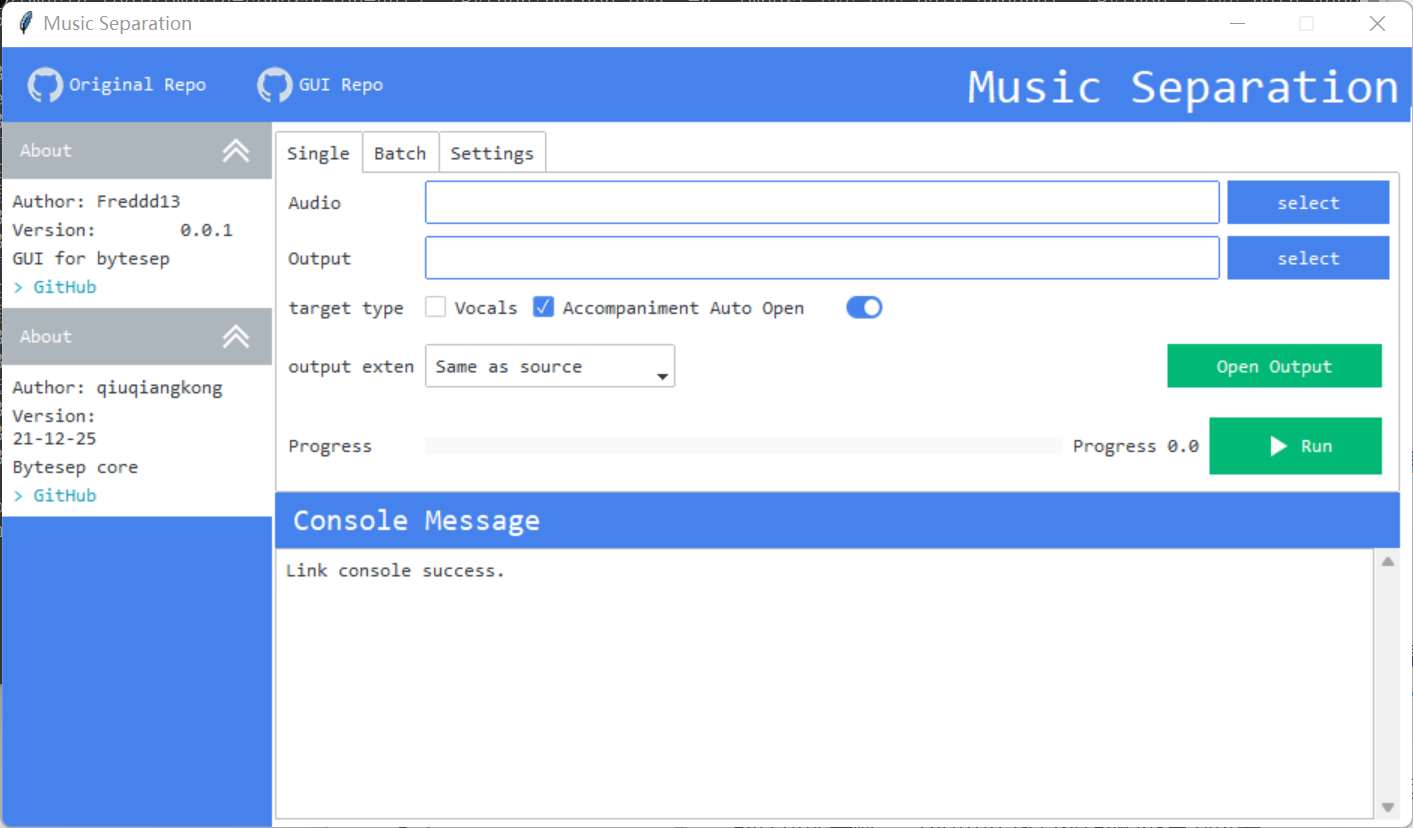 Music Separation
Original Repo GUI Repo Music Separation
About
Author: Freddd13
Version: 0.0.1
GUI for bytesep
> GitHub
About
Author: qiuqiangkong
Version:
21-12-25
Bytesep core
> GitHub
Single Batch Settings
Audio select
Output select
target type Vocals Accompaniment Auto Open
output exten Same as source Open Output
Progress Progress 0.0 Run
Console Message
Link console success.